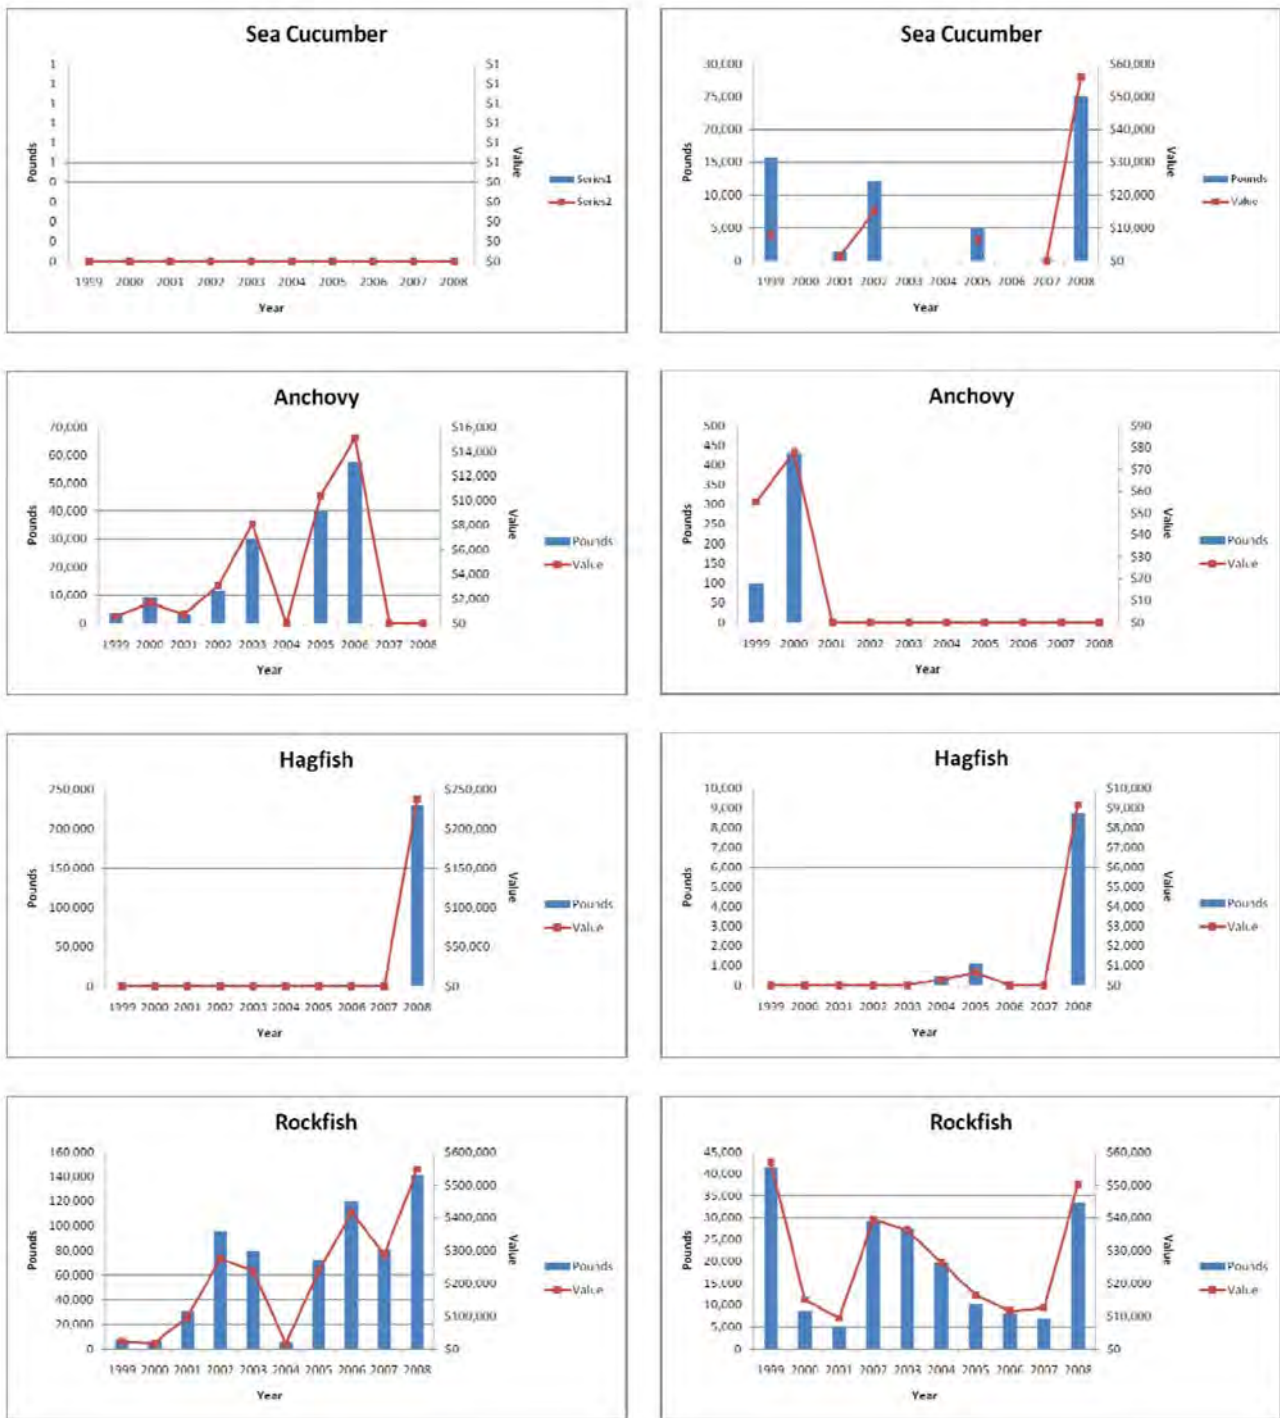 Sea Cucumber
1 $1
1 $1
1 $1
1 $1
1 $1
1 $1
0 $0
0 $0
0 $0
0 $0
0 $0
Pounds
Value
Series1
Series2
1999 2000 2001 2002 2003 2004 2005 2006 2007 2008
Year
Sea Cucumber
30,000 $60,000
25,000 $50,000
20,000 $40,000
15,000 $30,000
10,000 $20,000
5,000 $10,000
0 $0
Pounds
Value
Pounds
Value
1999 2000 2001 2002 2003 2004 2005 2006 2007 2008
Year
Anchovy
70,000 $16,000
60,000 $14,000
50,000 $12,000
40,000 $10,000
30,000 $8,000
20,000 $6,000
10,000 $4,000
0 $2,000
$0
Pounds
Value
Pounds
Value
1999 2000 2001 2002 2003 2004 2005 2006 2007 2008
Year
Anchovy
500 $90
450 $80
400 $70
350 $60
300 $50
250 $40
200 $30
150 $20
100 $10
50 $0
0
Pounds
Value
Pounds
Value
1999 2000 2001 2002 2003 2004 2005 2006 2007 2008
Year
Hagfish
250,000 $250,000
200,000 $200,000
150,000 $150,000
100,000 $100,000
50,000 $50,000
0 $0
Pounds
Value
Pounds
Value
1999 2000 2001 2002 2003 2004 2005 2006 2007 2008
Year
Hagfish
10,000 $10,000
9,000 $9,000
8,000 $8,000
7,000 $7,000
6,000 $6,000
5,000 $5,000
4,000 $4,000
3,000 $3,000
2,000 $2,000
1,000 $1,000
0 $0
Pounds
Value
Pounds
Value
1999 2000 2001 2002 2003 2004 2005 2006 2007 2008
Year
Rockfish
160,000 $600,000
140,000 $500,000
120,000 $400,000
100,000 $300,000
80,000 $200,000
60,000 $100,000
40,000 $0
20,000
0
Pounds
Value
Pounds
Value
1999 2000 2001 2002 2003 2004 2005 2006 2007 2008
Year
Rockfish
45,000 $60,000
40,000 $50,000
35,000 $40,000
30,000 $30,000
25,000 $20,000
20,000 $10,000
15,000 $0
10,000
5,000
0
Pounds
Value
Pounds
Value
1999 2000 2001 2002 2003 2004 2005 2006 2007 2008
Year